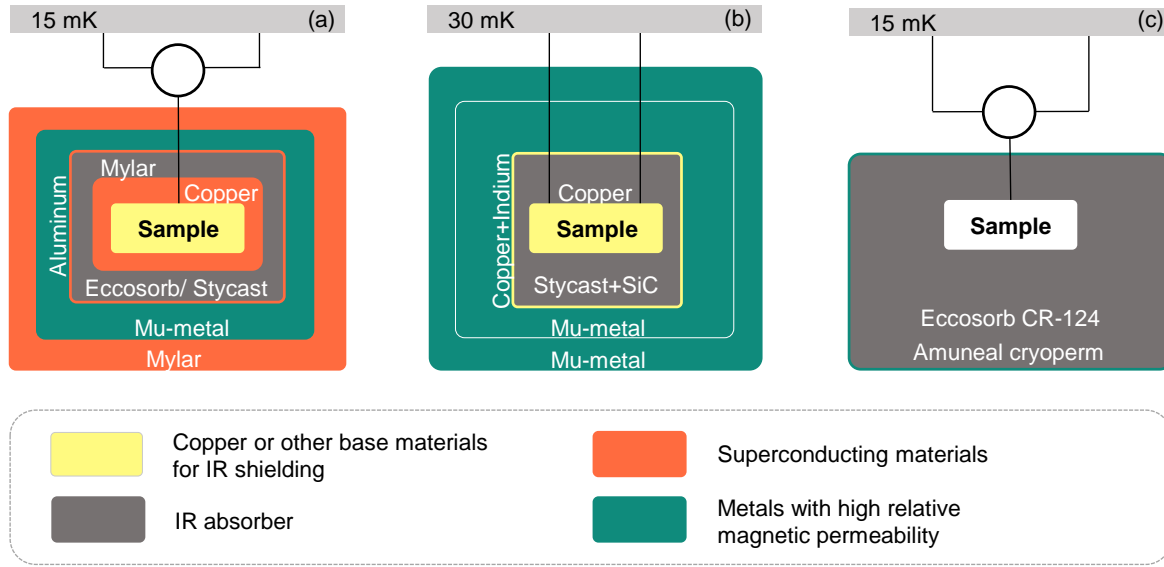 15 mK
(a)
Mylar
Copper
Sample
Aluminum
Eccosorb/ Stycast
Mu-metal
Mylar
30 mK
(b)
Copper
Sample
Copper+Indium
Stycast+SiC
Mu-metal
Mu-metal
15 mK
(c)
Sample
Eccosorb CR-124
Amuneal cryoperm
Copper or other base materials
for IR shielding
IR absorber
Superconducting materials
Metals with high relative
magnetic permeability